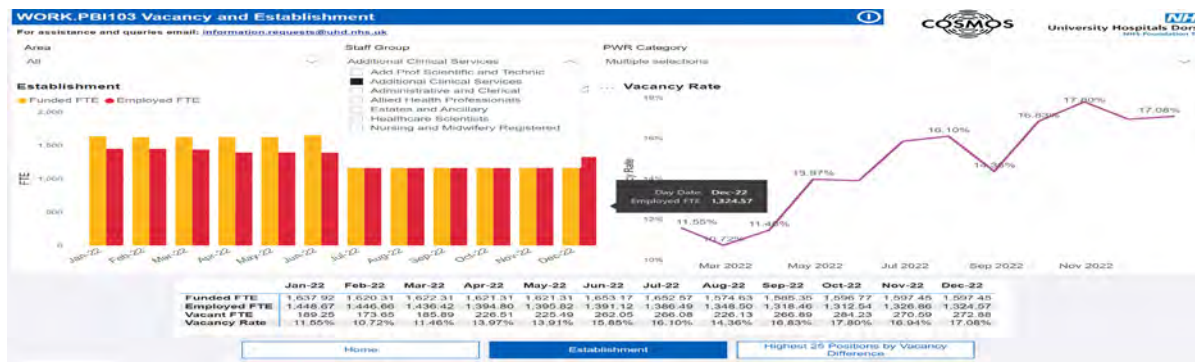 WORK.PBI103 Vacancy and Establishment
COSMOS
NHS
University Hospitals Dor
NHS Foundation T
For assistance and queries email: information.requests@uhd.nhs.uk
Area
Staff Group
PWR Category
All
Additional Clinical Services
Multiple selections
Add Prof Scientific and Technic
Additional Clinical Services
Administrative and Clerical
Allied Health Professionals
Estates and Ancillary
Healthcare Scientists
Nursing and Midwifery Registered
Establishment
Funded FTE Employed FTE
2,000
1,500
1,000
500
0
FTE
Jan-22 Feb-22 Mar-22 Apr-22 May-22 Jun-22 Jul-22 Aug-22 Sep-22 Oct-22 Nov-22 Dec-22
Day Date Dec-22
Employed FTE 1,324.57
Vacancy Rate
18%
16%
14%
12%
10%
cy Rate
11.55%
10.72%
11.46%
13.97%
16.10%
14.36%
16.83%
17.80%
17.08%
Mar 2022 May 2022 Jul 2022 Sep 2022 Nov 2022
Jan-22 Feb-22 Mar-22 Apr-22 May-22 Jun-22 Jul-22 Aug-22 Sep-22 Oct-22 Nov-22 Dec-22
Funded FTE 1,637.92 1,620.31 1,622.31 1,621.31 1,621.31 1,653.17 1,652.57 1,574.63 1,585.35 1,596.77 1,597.45 1,597.45
Employed FTE 1,448.67 1,446.66 1,436.42 1,394.80 1,395.82 1,391.12 1,386.49 1,348.50 1,318.46 1,312.54 1,326.86 1,324.57
Vacant FTE 189.25 173.65 185.89 226.51 225.49 262.05 266.08 226.13 266.89 284.23 270.59 272.88
Vacancy Rate 11.55% 10.72% 11.46% 13.97% 13.91% 15.85% 16.10% 14.36% 16.83% 17.80% 16.94% 17.08%
Home
Establishment
Highest 25 Positions by Vacancy
Difference